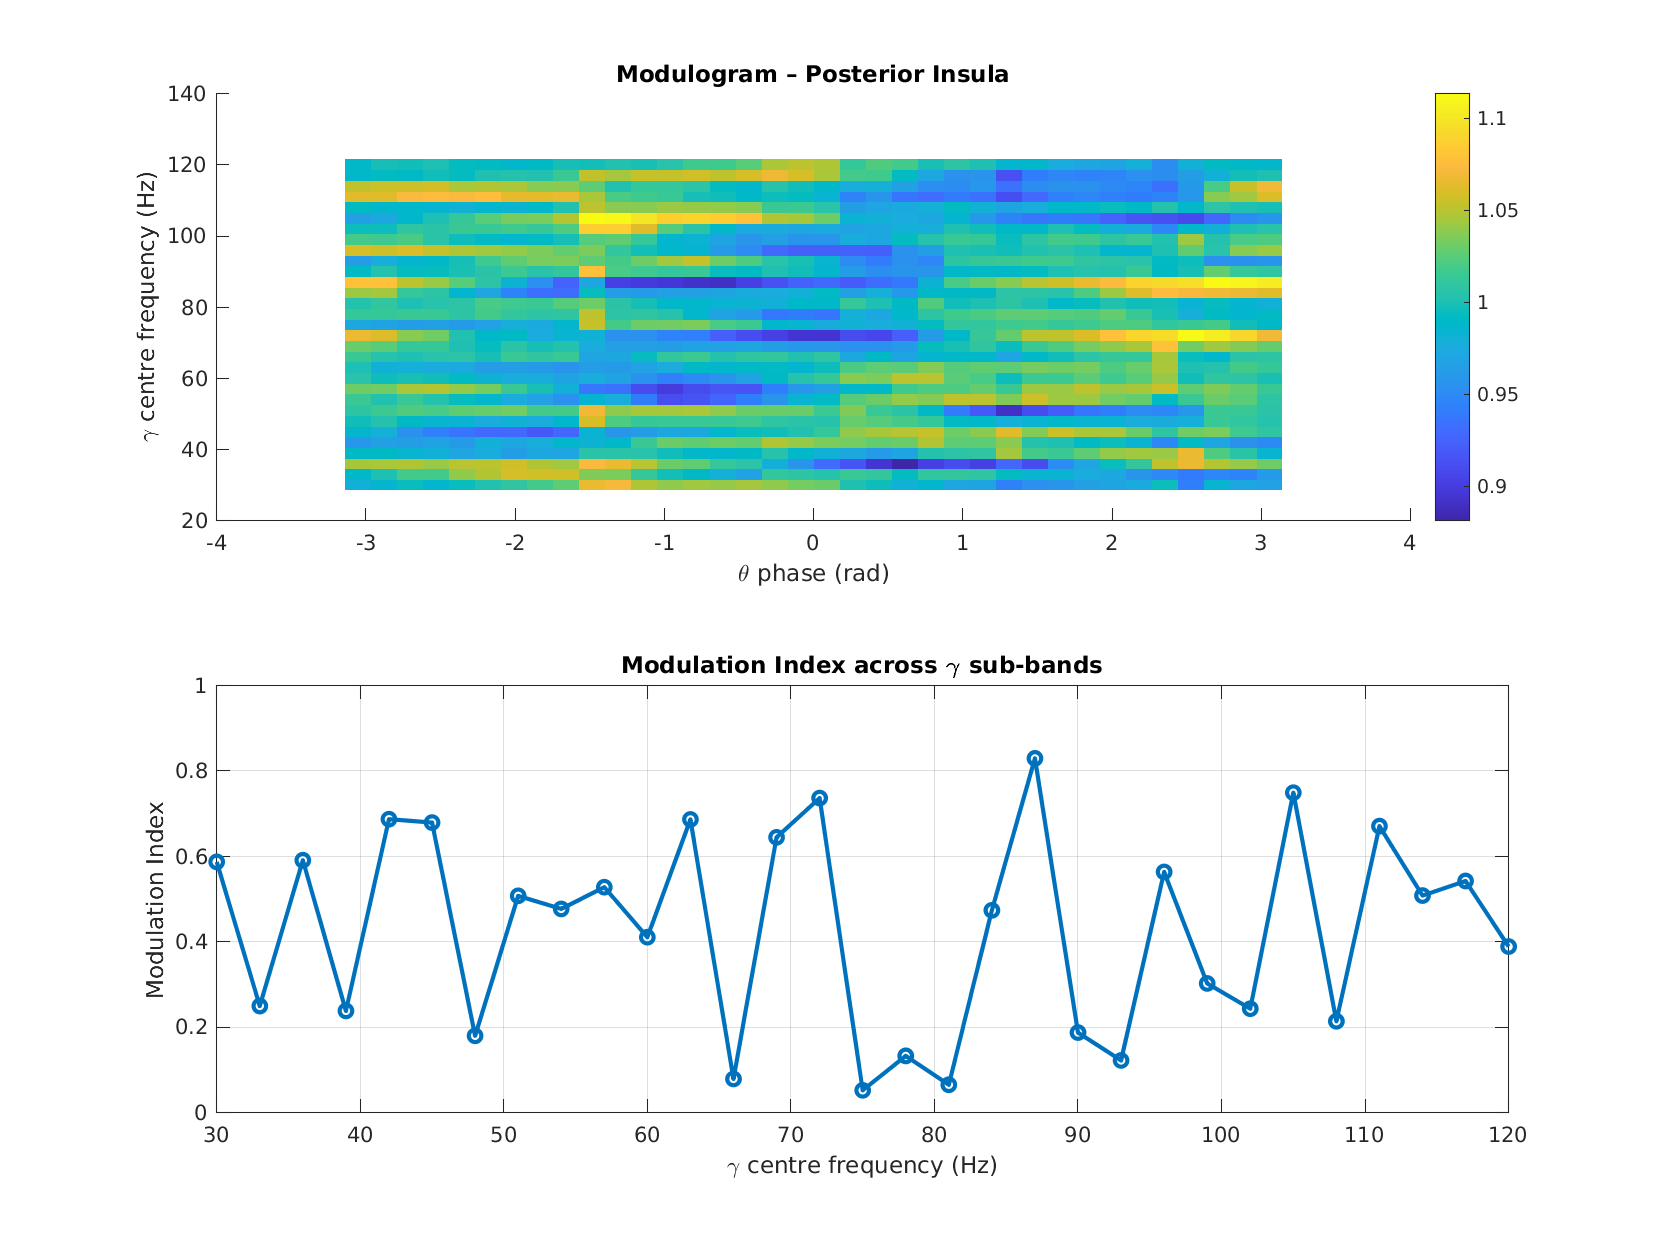 Modulogram – Posterior Insula
140
120
100
80
60
40
20
γ centre frequency (Hz)
-4 -3 -2 -1 0 1 2 3 4
θ phase (rad)
1.1
1.05
1
0.95
0.9
Modulation Index across γ sub-bands
1
0.8
0.6
0.4
0.2
0
Modulation Index
30 40 50 60 70 80 90 100 110 120
γ centre frequency (Hz)